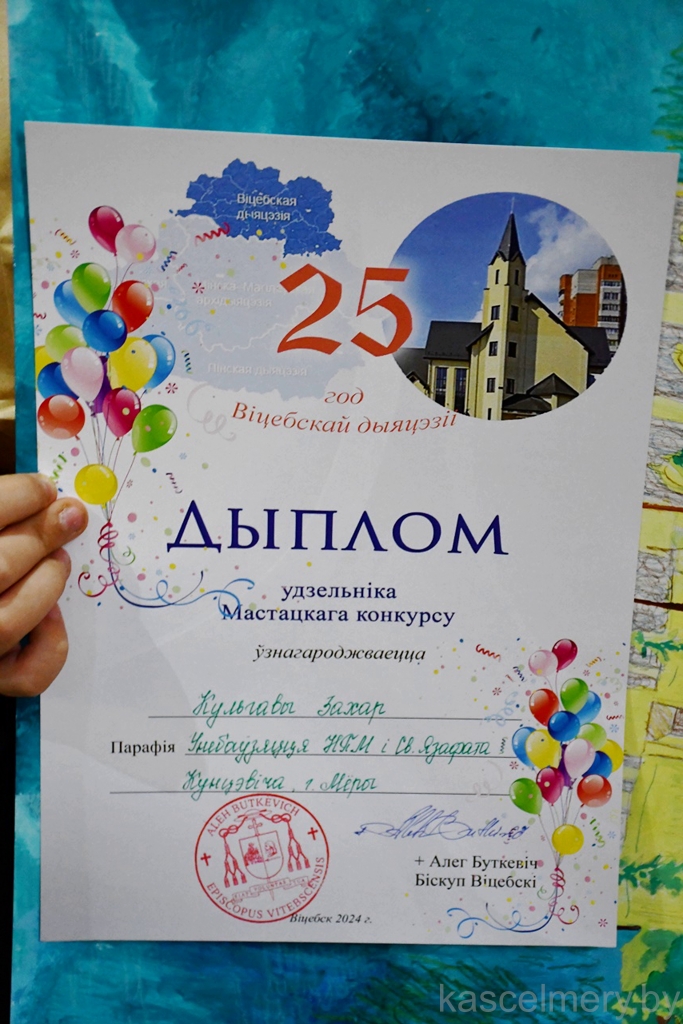 Віцебская
дыяцэзія
Пінская дыяцэзія
25
год
Віцебскай дыяцэзіі
Дыплом
удзельніка
Мастацкага конкурсу
ўзнагароджваецца
Кульгавы Захар
Парафія Унебаўзяцця НПМ і Св. Язафата
Кунцэвіча, г. Мёры
ALEH BUTKEVICH
EPISCOPUS VITEBSCENSIS
+ Алег Буткевіч
Біскуп Віцебскі
Віцебск 2024 г.
kascelmery.by